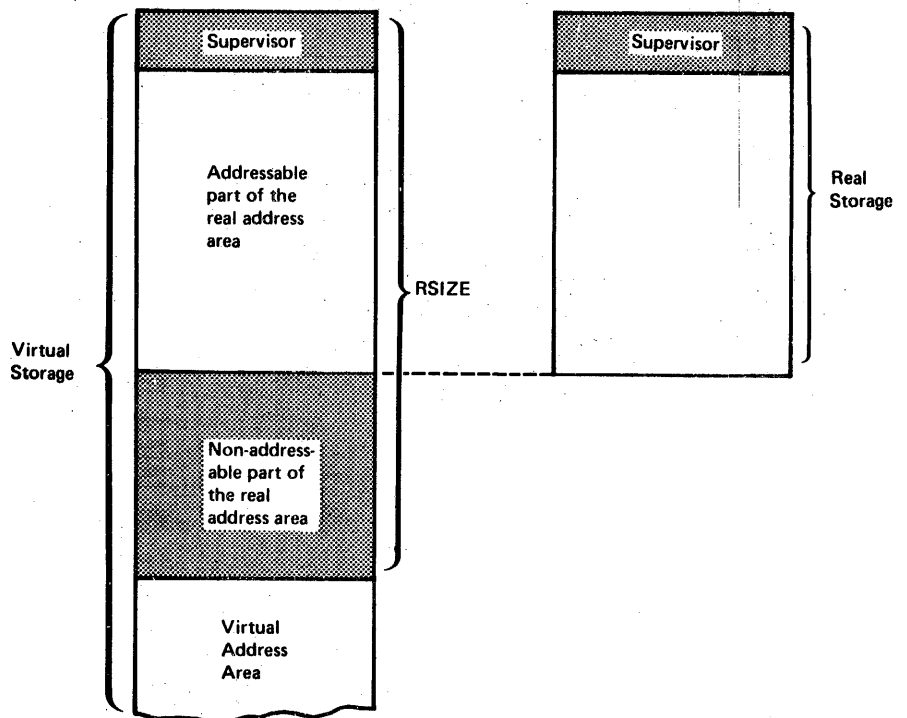 Supervisor
Supervisor
Addressable
part of the
real address
area
Real
Storage
RSIZE
Virtual
Storage
Non-address-
able part of
the real
address area
Virtual
Address
Area